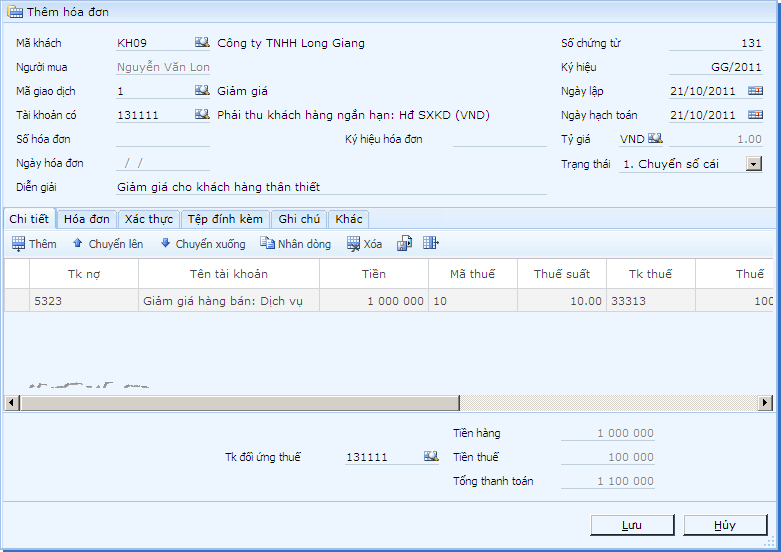 Thêm hóa đơn
Mã khách KH09 Công ty TNHH Long Giang Số chứng từ 131
Người mua Nguyễn Văn Lon Ký hiệu GG/2011
Mã giao dịch 1 Giảm giá Ngày lập 21/10/2011
Tài khoản có 131111 Phải thu khách hàng ngắn hạn: Hđ SXKD (VND) Ngày hạch toán 21/10/2011
Số hóa đơn Ký hiệu hóa đơn Tỷ giá VND 1.00
Ngày hóa đơn / / Trạng thái 1. Chuyển sổ cái
Diễn giải Giảm giá cho khách hàng thân thiết
Chi tiết Hóa đơn Xác thực Tệp đính kèm Ghi chú Khác
Thêm Chuyển lên Chuyển xuống Nhân dòng Xóa
Tk nợ Tên tài khoản Tiền Mã thuế Thuế suất Tk thuế Thuế
5323 Giảm giá hàng bán: Dịch vụ 1 000 000 10 10.00 33313 100
Tiền hàng 1 000 000
Tk đối ứng thuế 131111 Tiền thuế 100 000
Tổng thanh toán 1 100 000
Lưu Hủy